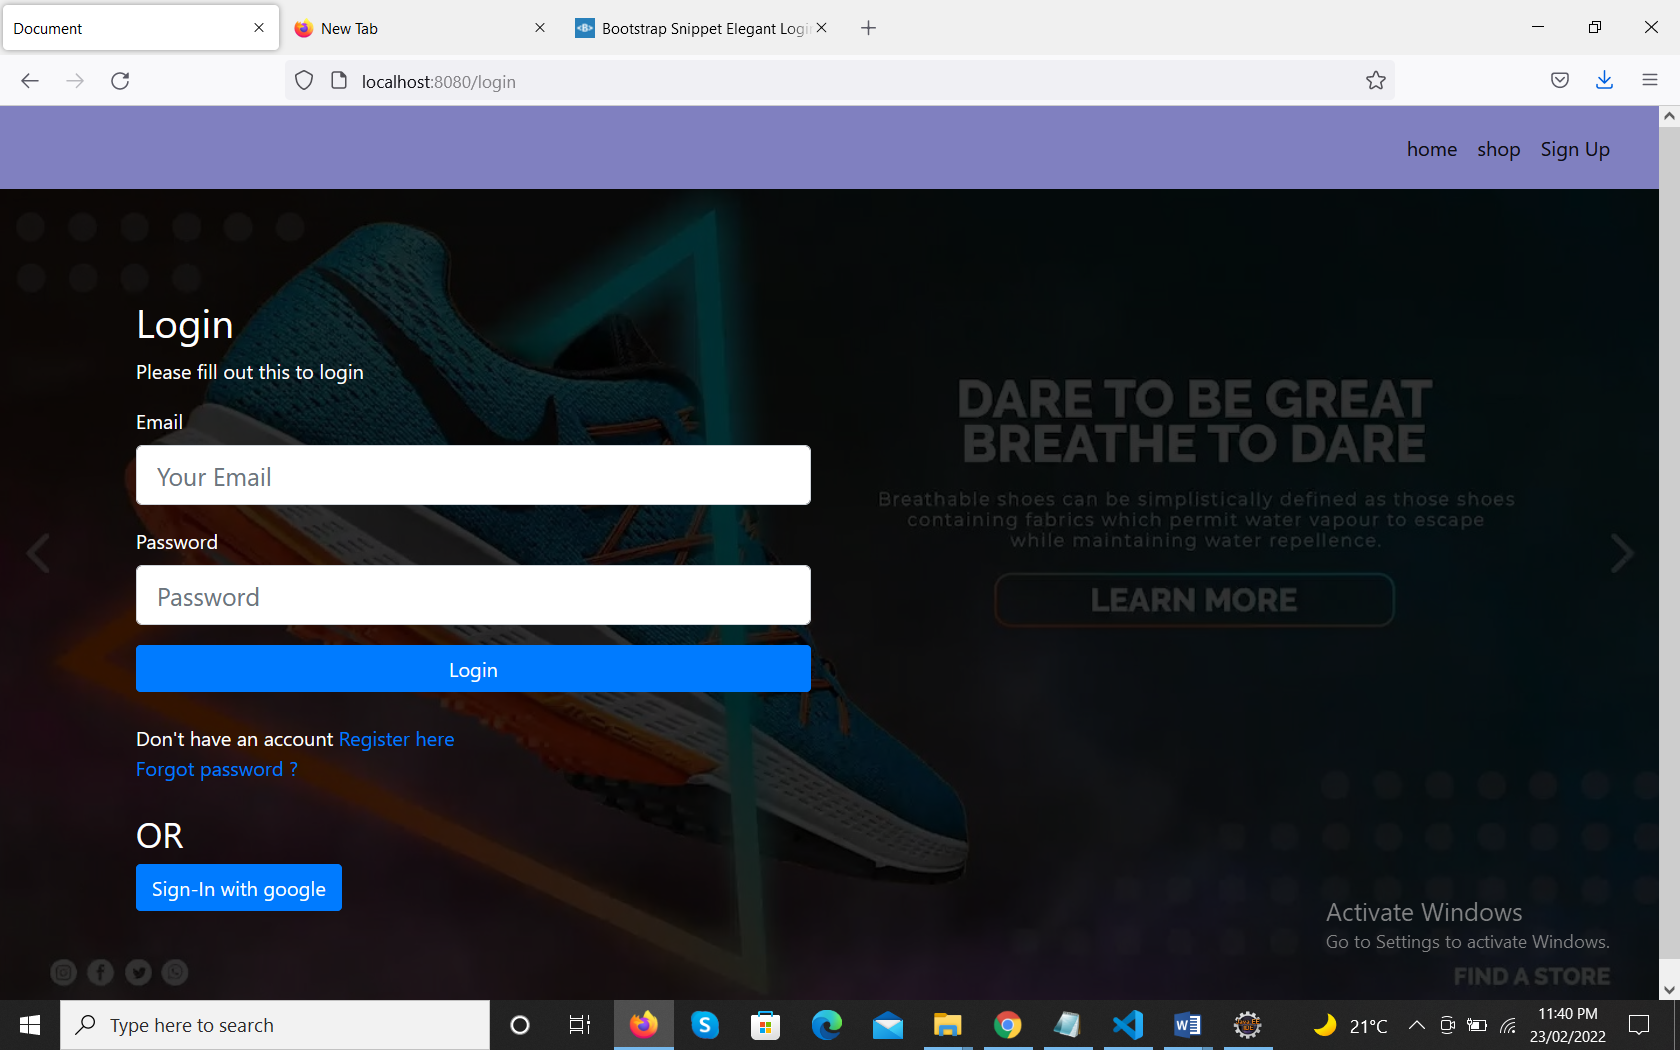 Document
New Tab
Bootstrap Snippet Elegant Logi
localhost:8080/login
home shop Sign Up
Login
Please fill out this to login
Email
Your Email
Password
Password
Login
Don't have an account Register here
Forgot password ?
OR
Sign-In with google
DARE TO BE GREAT
BREATHE TO DARE
Breathable shoes can be simplistically defined as those shoes
containing fabrics which permit water vapour to escape
while maintaining water repellence.
LEARN MORE
Activate Windows
Go to Settings to activate Windows.
FIND A STORE
Type here to search
21°C
11:40 PM
23/02/2022